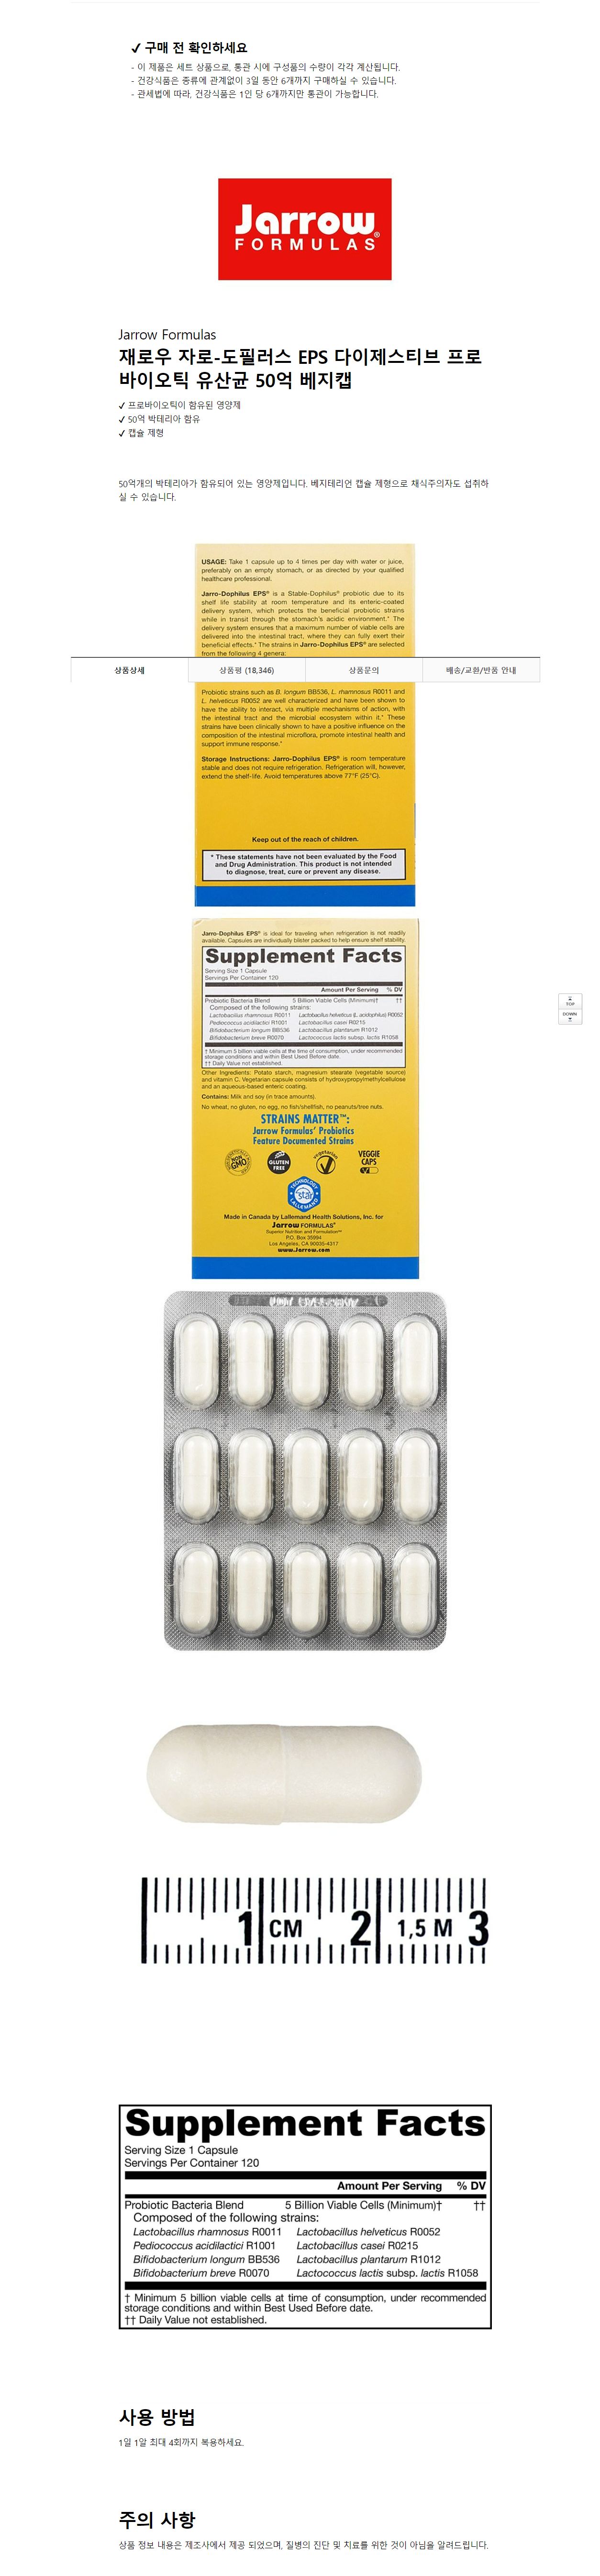 ✔ 구매 전 확인하세요
- 이 제품은 세트 상품으로, 통관 시에 구성품의 수량이 각각 계산됩니다.
- 건강식품은 종류에 관계없이 3일 동안 6개까지 구매하실 수 있습니다.
- 관세법에 따라, 건강식품은 1인 당 6개까지만 통관이 가능합니다.
Jarrow
FORMULAS®
Jarrow Formulas
재로우 자로-도필러스 EPS 다이제스티브 프로
바이오틱 유산균 50억 베지캡
✔ 프로바이오틱이 함유된 영양제
✔ 50억 박테리아 함유
✔ 캡슐 제형
50억개의 박테리아가 함유되어 있는 영양제입니다. 베지테리언 캡슐 제형으로 채식주의자도 섭취하
실 수 있습니다.
USAGE: Take 1 capsule up to 4 times per day with water or juice,
preferably on an empty stomach, or as directed by your qualified
healthcare professional.
Jarro-Dophilus EPS® is a Stable-Dophilus® probiotic due to its
shelf life stability at room temperature and its enteric-coated
delivery system, which protects the beneficial probiotic strains
while in transit through the stomach's acidic environment.* The
delivery system ensures that a maximum number of viable cells are
delivered into the intestinal tract, where they can fully exert their
beneficial effects.* The strains in Jarro-Dophilus EPS® are selected
from the following 4 genera:
상품상세
상품평 (18,346)
상품문의
배송/교환/반품 안내
Probiotic strains such as B. longum BB536, L. rhamnosus R0011 and
L. helveticus R0052 are well characterized and have been shown to
have the ability to interact, via multiple mechanisms of action, with
the intestinal tract and the microbial ecosystem within it.* These
strains have been clinically shown to have a positive influence on the
composition of the intestinal microflora, promote intestinal health and
support immune response.*
Storage Instructions: Jarro-Dophilus EPS® is room temperature
stable and does not require refrigeration. Refrigeration will, however,
extend the shelf-life. Avoid temperatures above 77°F (25°C).
Keep out of the reach of children.
* These statements have not been evaluated by the Food
and Drug Administration. This product is not intended
to diagnose, treat, cure or prevent any disease.
Jarro-Dophilus EPS® is ideal for traveling when refrigeration is not readily
available. Capsules are individually blister packed to help ensure shelf stability.
Supplement Facts
Serving Size 1 Capsule
Servings Per Container 120
Amount Per Serving % DV
Probiotic Bacteria Blend 5 Billion Viable Cells (Minimum)† ††
Composed of the following strains:
Lactobacillus rhamnosus R0011 Lactobacillus helveticus (L. acidophilus) R0052
Pediococcus acidilactici R1001 Lactobacillus casei R0215
Bifidobacterium longum BB536 Lactobacillus plantarum R1012
Bifidobacterium breve R0070 Lactococcus lactis subsp. lactis R1058
† Minimum 5 billion viable cells at the time of consumption, under recommended
storage conditions and within Best Used Before date.
†† Daily Value not established.
Other Ingredients: Potato starch, magnesium stearate (vegetable source)
and vitamin C. Vegetarian capsule consists of hydroxypropylmethylcellulose
and an aqueous-based enteric coating.
Contains: Milk and soy (in trace amounts).
No wheat, no gluten, no egg, no fish/shellfish, no peanuts/tree nuts.
STRAINS MATTER™:
Jarrow Formulas' Probiotics
Feature Documented Strains
NON GMO
GLUTEN FREE
vegetarian
VEGGIE CAPS
TECHNOLOGY
star
LALLEMAND
Made in Canada by Lallemand Health Solutions, Inc. for
Jarrow FORMULAS®
Superior Nutrition and Formulation℠
P.O. Box 35994
Los Angeles, CA 90035-4317
www.Jarrow.com
TOP
DOWN
1 CM 2 1,5 M 3
Supplement Facts
Serving Size 1 Capsule
Servings Per Container 120
Amount Per Serving % DV
Probiotic Bacteria Blend 5 Billion Viable Cells (Minimum)† ††
Composed of the following strains:
Lactobacillus rhamnosus R0011 Lactobacillus helveticus R0052
Pediococcus acidilactici R1001 Lactobacillus casei R0215
Bifidobacterium longum BB536 Lactobacillus plantarum R1012
Bifidobacterium breve R0070 Lactococcus lactis subsp. lactis R1058
† Minimum 5 billion viable cells at time of consumption, under recommended
storage conditions and within Best Used Before date.
†† Daily Value not established.
사용 방법
1일 1알 최대 4회까지 복용하세요.
주의 사항
상품 정보 내용은 제조사에서 제공 되었으며, 질병의 진단 및 치료를 위한 것이 아님을 알려드립니다.